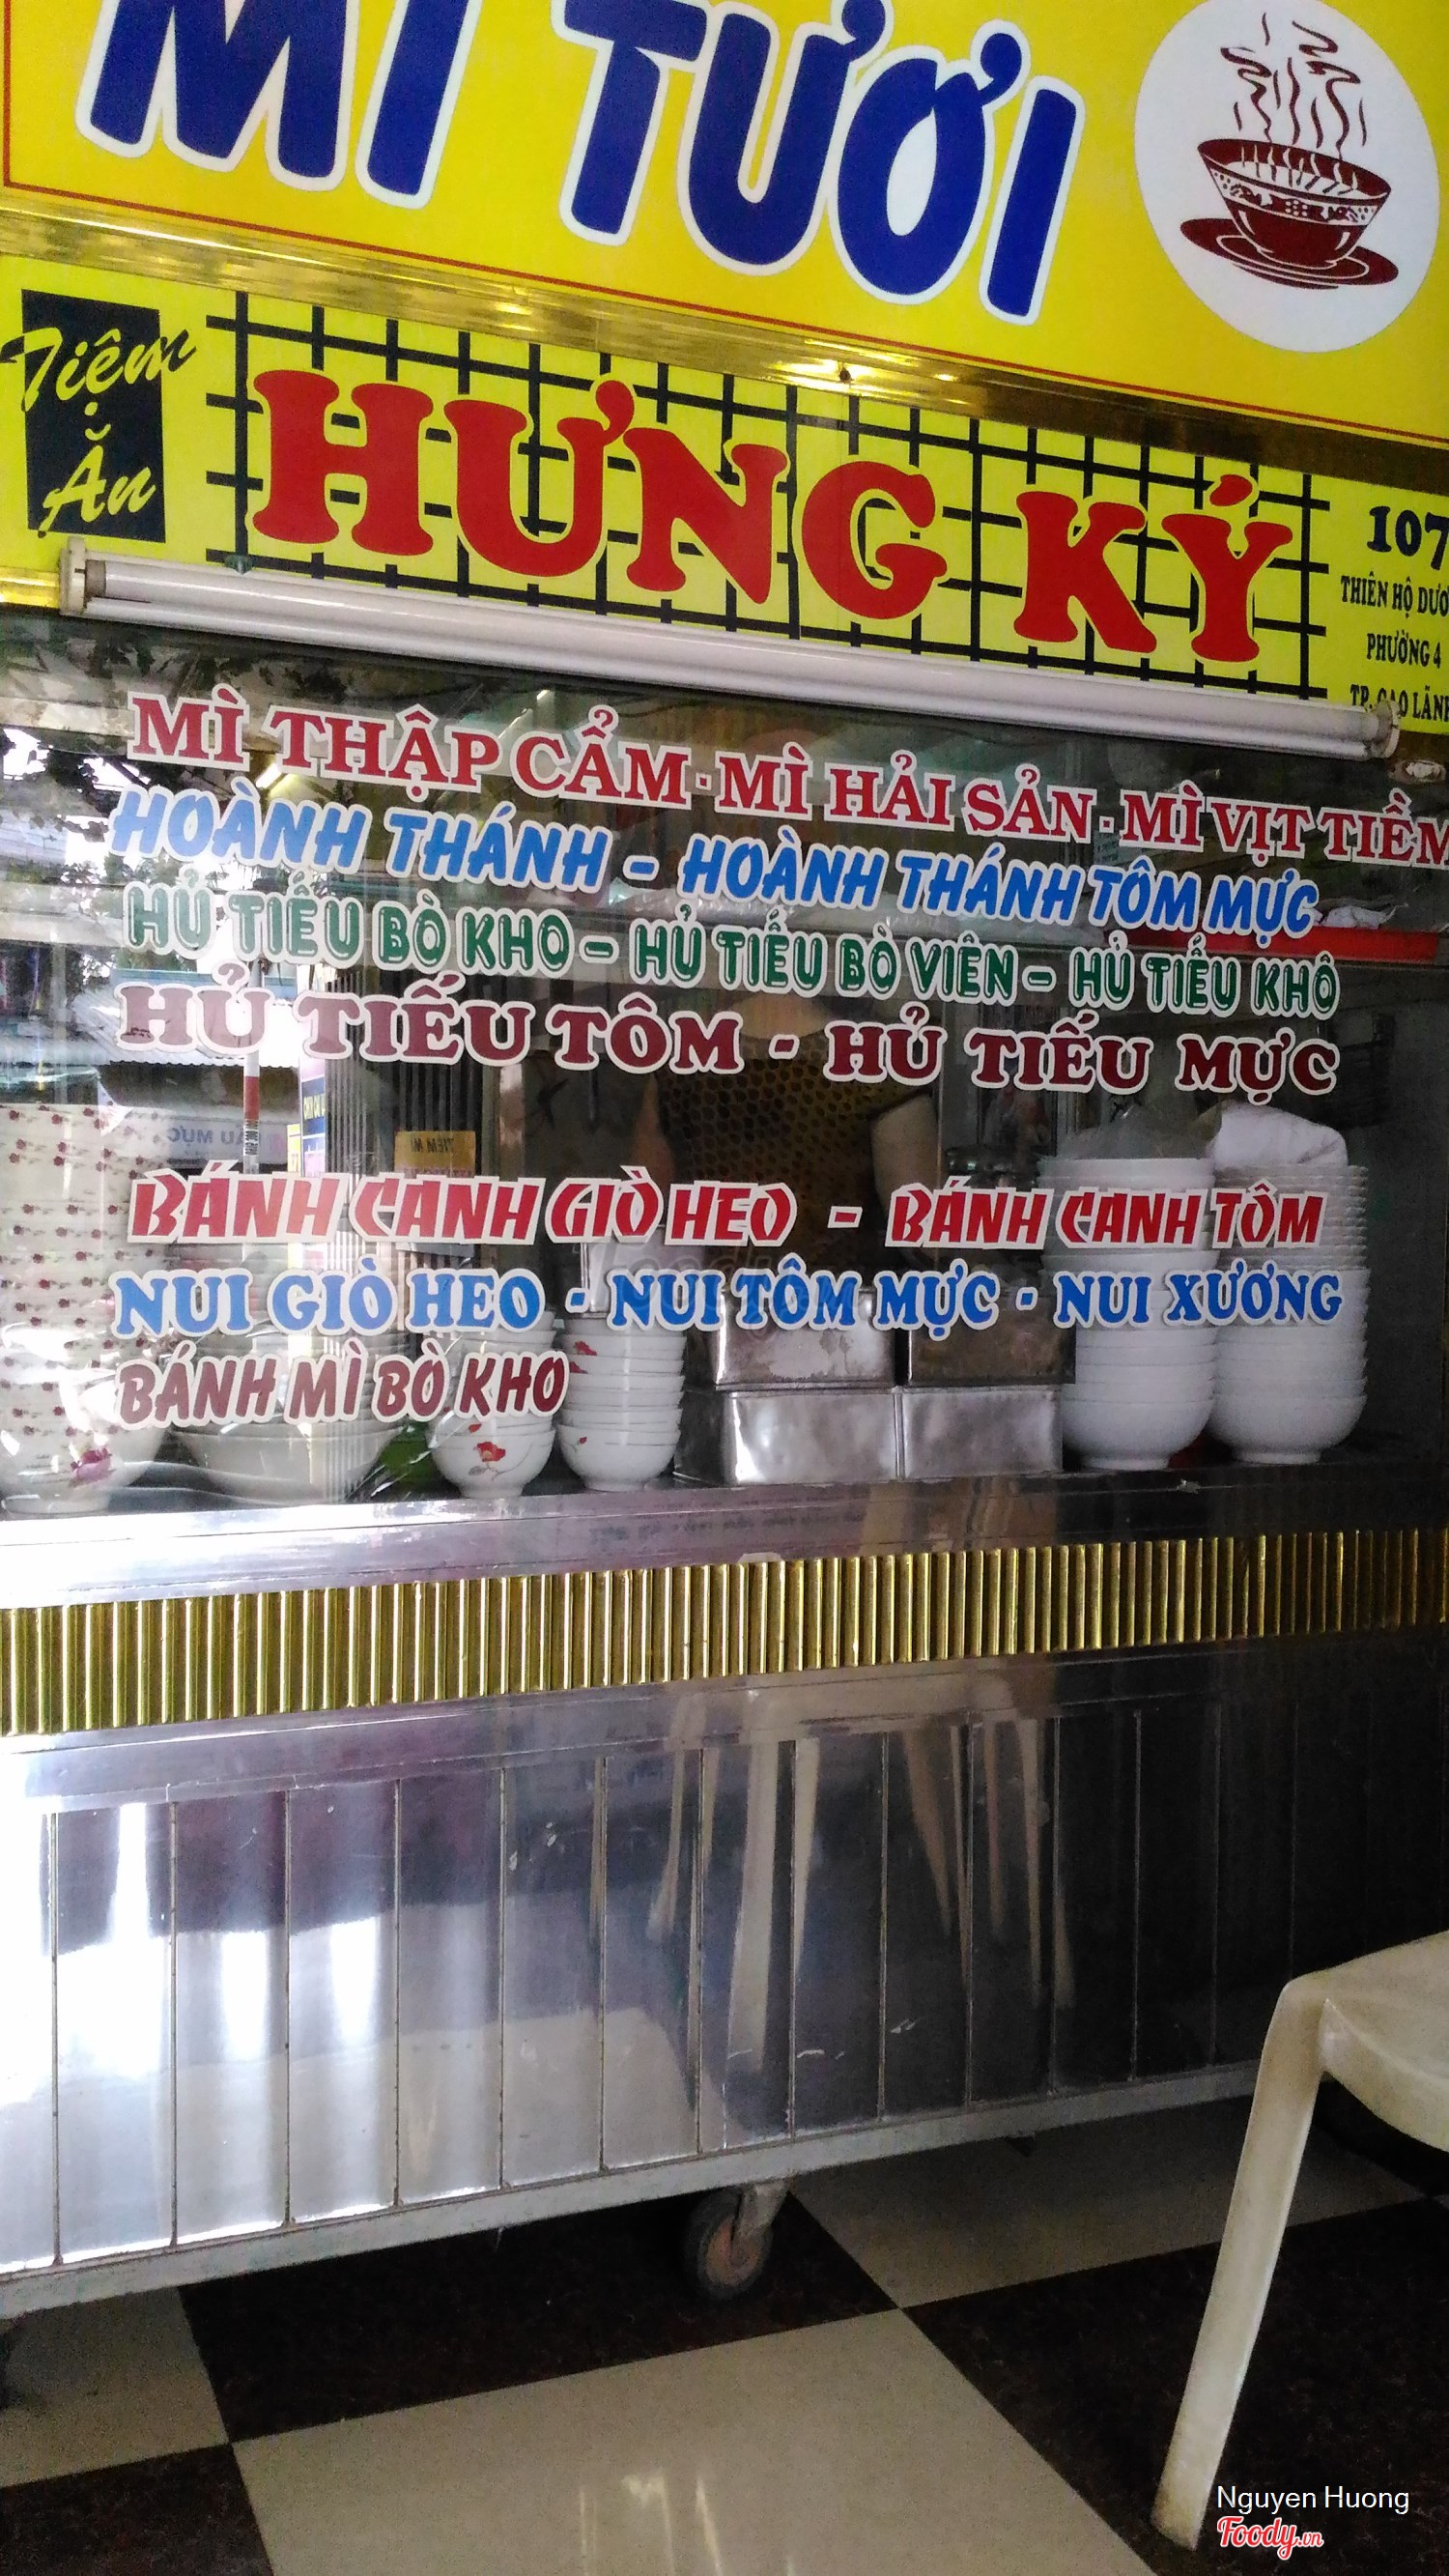 MÌ TƯƠI
Tiệm Ăn
HƯNG KÝ
107
THIÊN HỘ DƯƠ
PHƯỜNG 4
TP. CAO LÃNH
MÌ THẬP CẨM · MÌ HẢI SẢN · MÌ VỊT TIỀM
HOÀNH THÁNH - HOÀNH THÁNH TÔM MỰC
HỦ TIẾU BÒ KHO - HỦ TIẾU BÒ VIÊN - HỦ TIẾU KHÔ
HỦ TIẾU TÔM - HỦ TIẾU MỰC
BÁNH CANH GIÒ HEO - BÁNH CANH TÔM
NUI GIÒ HEO - NUI TÔM MỰC - NUI XƯƠNG
BÁNH MÌ BÒ KHO
Nguyen Huong
Foody.vn